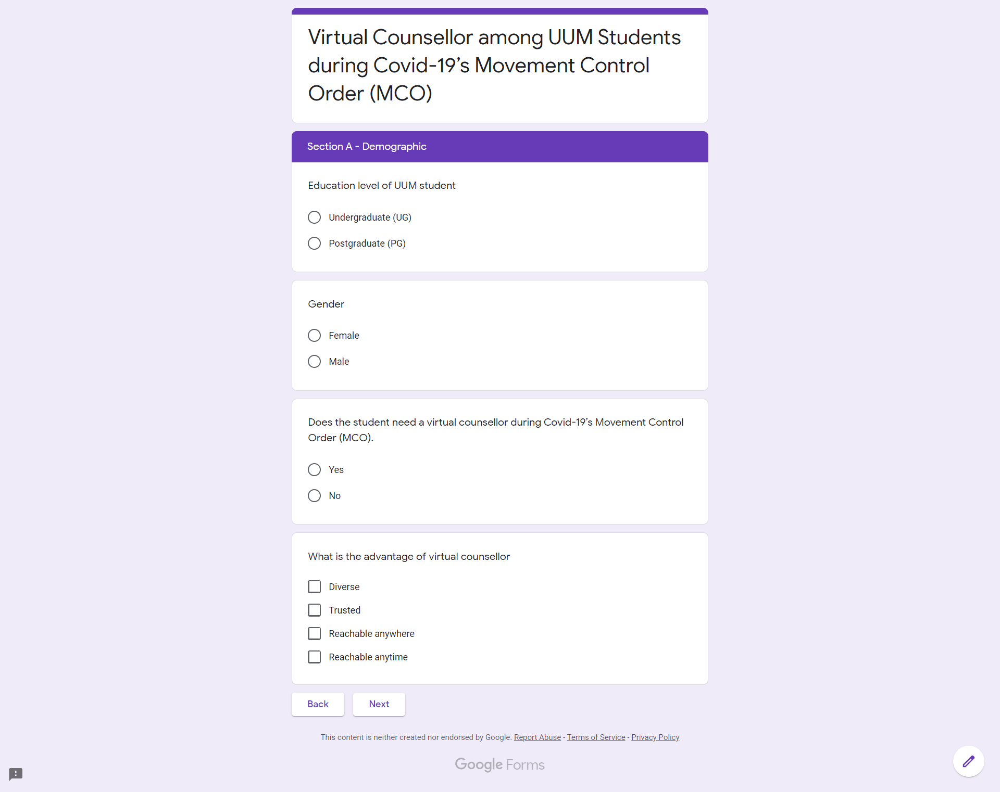 Virtual Counsellor among UUM Students
during Covid-19’s Movement Control
Order (MCO)
Section A - Demographic
Education level of UUM student
Undergraduate (UG)
Postgraduate (PG)
Gender
Female
Male
Does the student need a virtual counsellor during Covid-19’s Movement Control
Order (MCO).
Yes
No
What is the advantage of virtual counsellor
Diverse
Trusted
Reachable anywhere
Reachable anytime
Back Next
This content is neither created nor endorsed by Google. Report Abuse - Terms of Service - Privacy Policy
Google Forms